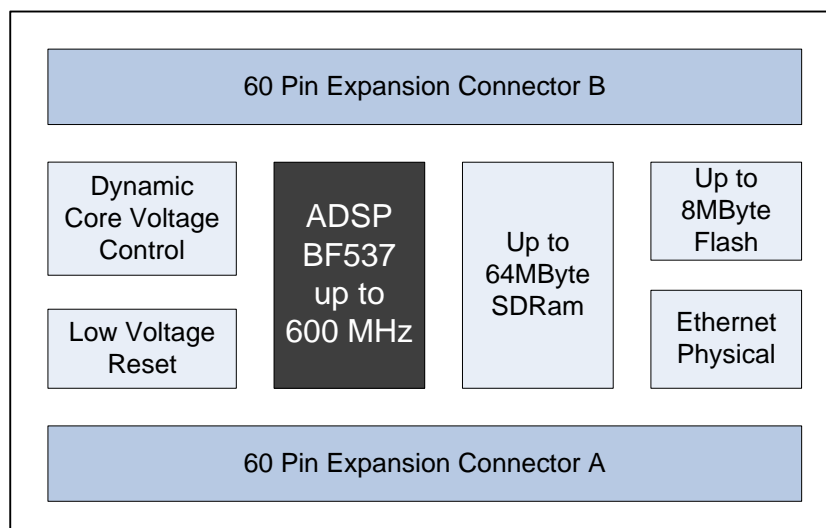 60 Pin Expansion Connector B
Dynamic
Core Voltage
Control
Low Voltage
Reset
ADSP
BF537
up to
600 MHz
Up to
64MByte
SDRam
Up to
8MByte
Flash
Ethernet
Physical
60 Pin Expansion Connector A